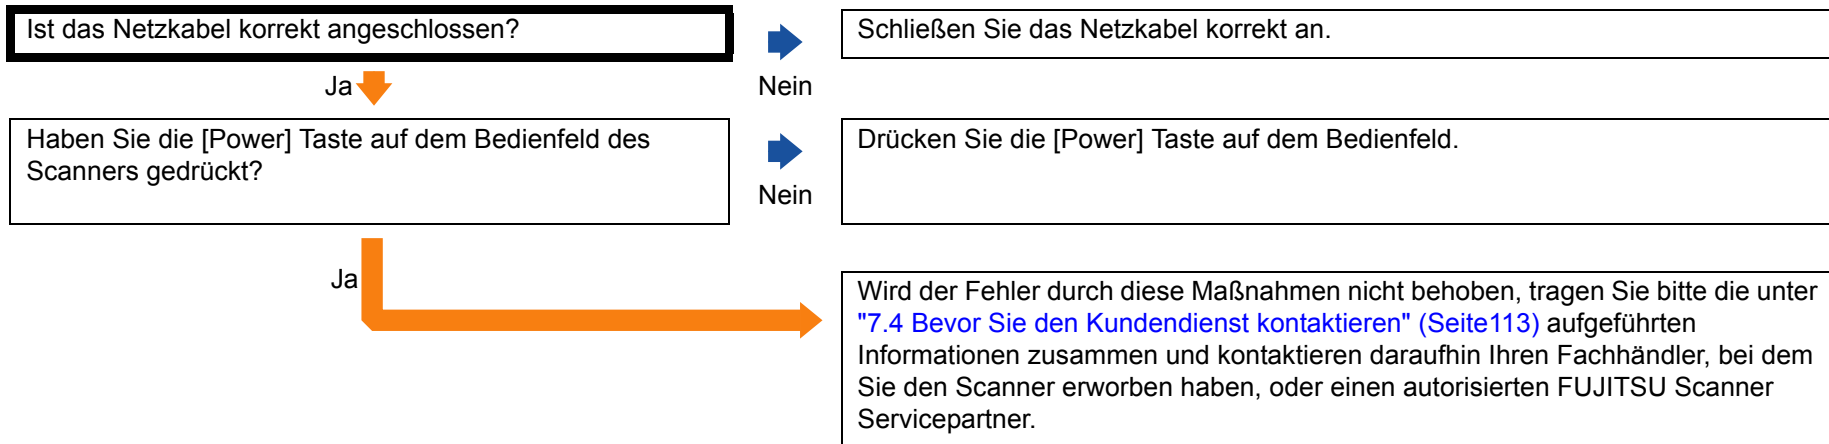 Ist das Netzkabel korrekt angeschlossen?
Schließen Sie das Netzkabel korrekt an.
Ja
Nein
Haben Sie die [Power] Taste auf dem Bedienfeld des
Scanners gedrückt?
Drücken Sie die [Power] Taste auf dem Bedienfeld.
Nein
Ja
Wird der Fehler durch diese Maßnahmen nicht behoben, tragen Sie bitte die unter
"7.4 Bevor Sie den Kundendienst kontaktieren" (Seite113) aufgeführten
Informationen zusammen und kontaktieren daraufhin Ihren Fachhändler, bei dem
Sie den Scanner erworben haben, oder einen autorisierten FUJITSU Scanner
Servicepartner.